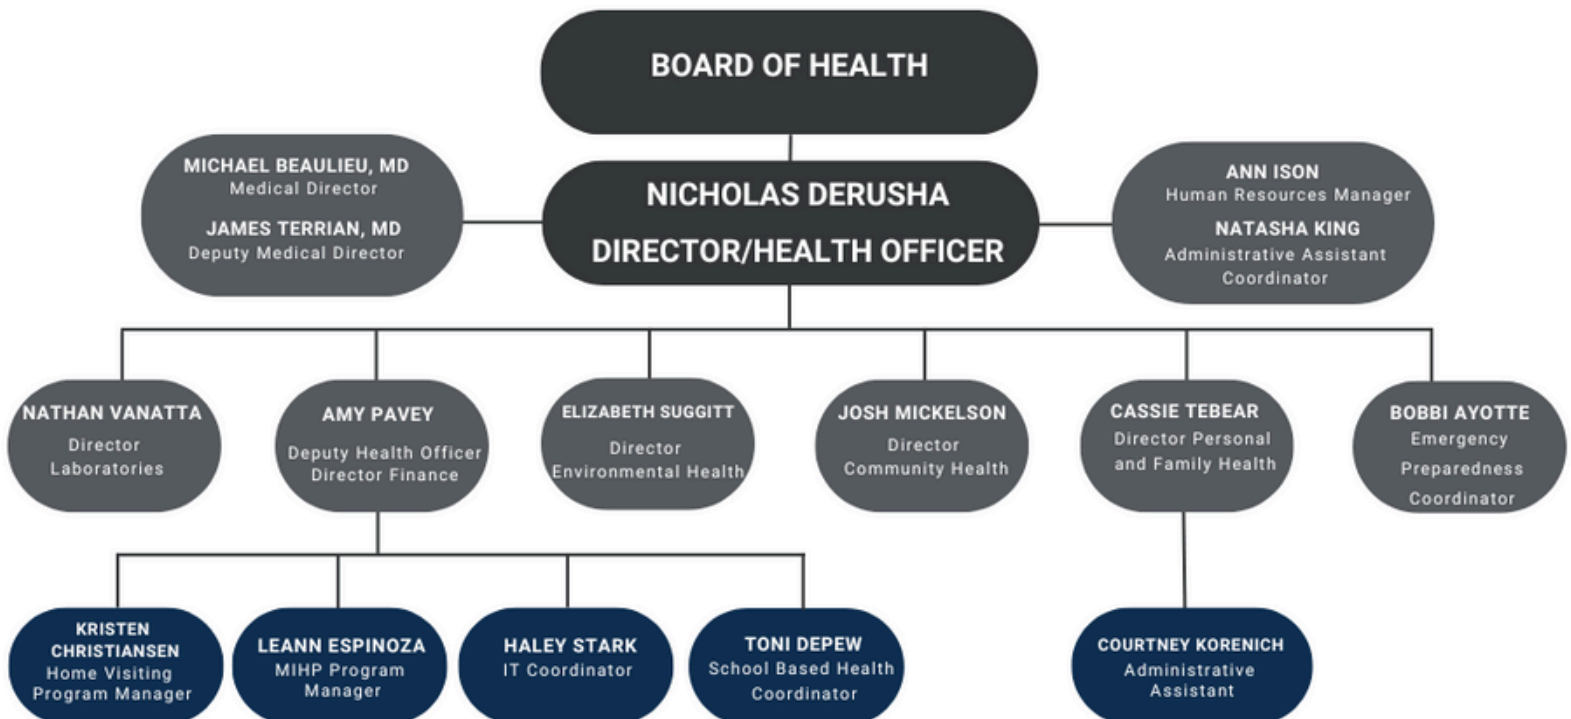 BOARD OF HEALTH
MICHAEL BEAULIEU, MD
Medical Director
JAMES TERRIAN, MD
Deputy Medical Director
NICHOLAS DERUSHA
DIRECTOR/HEALTH OFFICER
ANN ISON
Human Resources Manager
NATASHA KING
Administrative Assistant
Coordinator
NATHAN VANATTA
Director
Laboratories
AMY PAVEY
Deputy Health Officer
Director Finance
ELIZABETH SUGGITT
Director
Environmental Health
JOSH MICKELSON
Director
Community Health
CASSIE TEBEAR
Director Personal
and Family Health
BOBBI AYOTTE
Emergency
Preparedness
Coordinator
KRISTEN
CHRISTIANSEN
Home Visiting
Program Manager
LEANN ESPINOZA
MIHP Program
Manager
HALEY STARK
IT Coordinator
TONI DEPEW
School Based Health
Coordinator
COURTNEY KORENICH
Administrative
Assistant